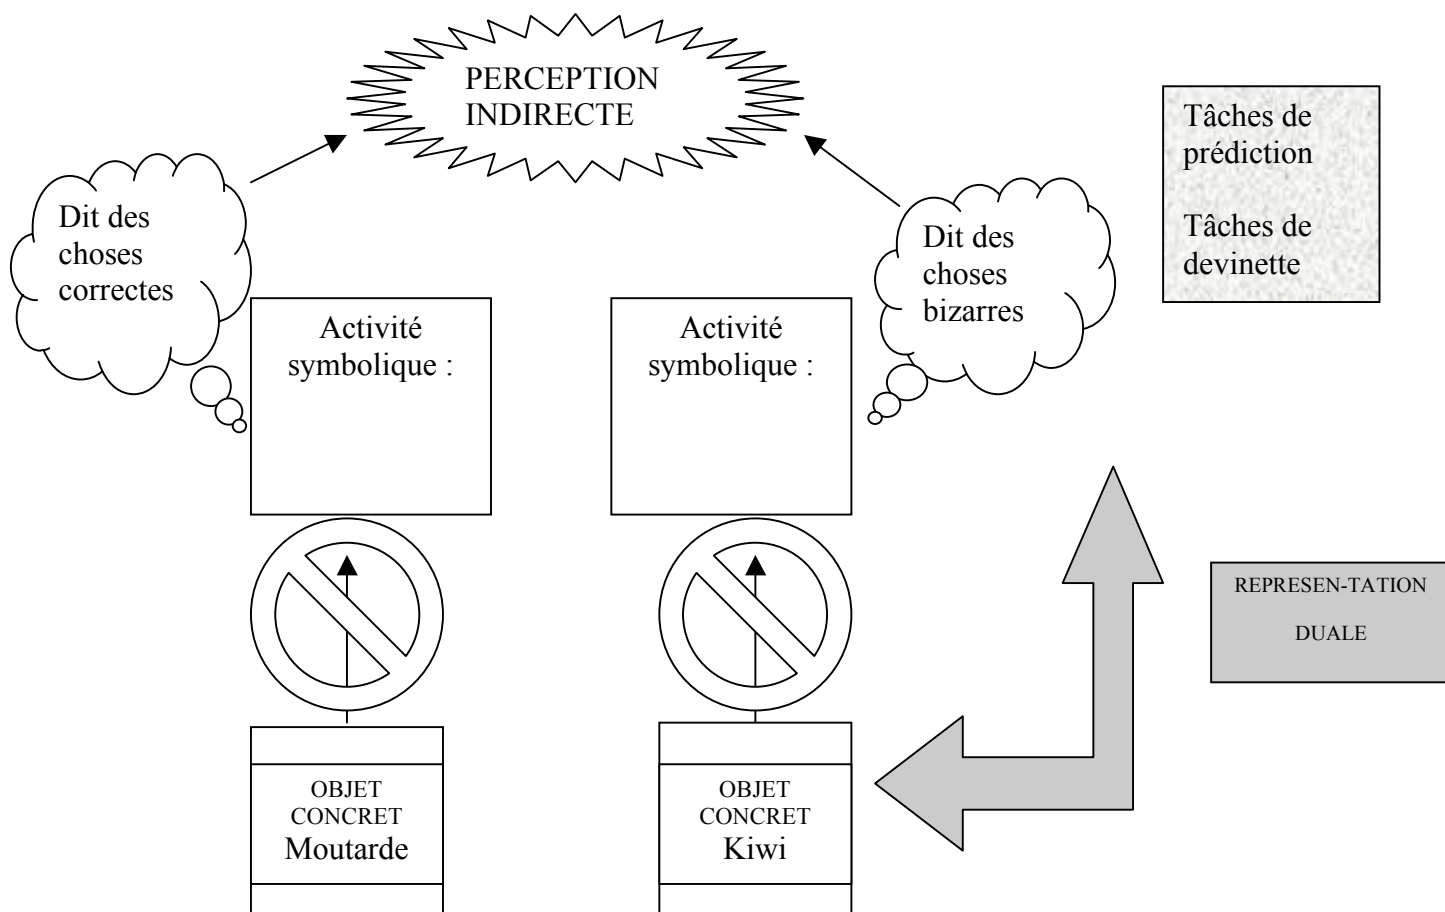 PERCEPTION
INDIRECTE
Tâches de
prédiction
Tâches de
devinette
Dit des
choses
correctes
Dit des
choses
bizarres
Activité
symbolique :
Activité
symbolique :
REPRESEN-TATION
DUALE
OBJET
CONCRET
Moutarde
OBJET
CONCRET
Kiwi